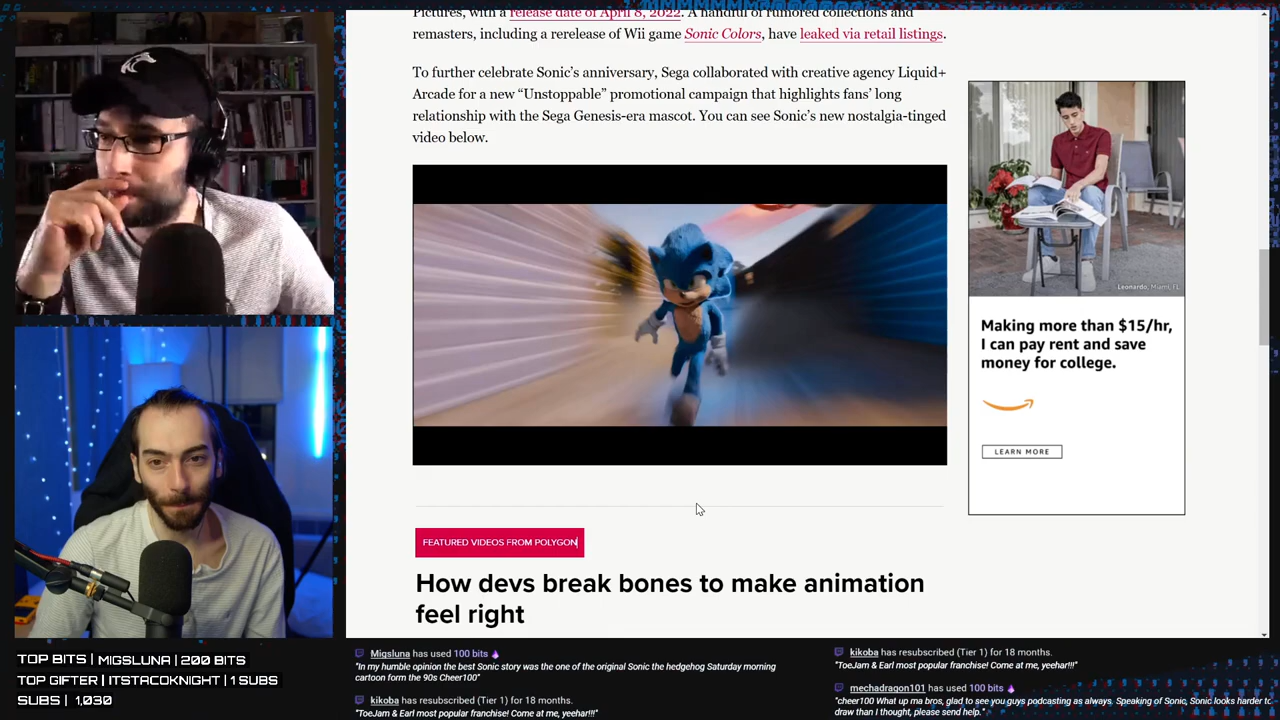 Pictures, with a release date of April 8, 2022. A handful of rumored collections and
remasters, including a rerelease of Wii game Sonic Colors, have leaked via retail listings.
To further celebrate Sonic’s anniversary, Sega collaborated with creative agency Liquid+
Arcade for a new “Unstoppable” promotional campaign that highlights fans’ long
relationship with the Sega Genesis-era mascot. You can see Sonic’s new nostalgia-tinged
video below.
Leonardo, Miami, FL
Making more than $15/hr,
I can pay rent and save
money for college.
LEARN MORE
FEATURED VIDEOS FROM POLYGON
How devs break bones to make animation
feel right
TOP BITS | MIGSLUNA | 200 BITS
TOP GIFTER | ITSTACOKNIGHT | 1 SUBS
SUBS | 1,030
Migsluna has used 100 bits
"In my humble opinion the best Sonic story was the one of the original Sonic the hedgehog Saturday morning
cartoon form the 90s Cheer100"
kikoba has resubscribed (Tier 1) for 18 months.
"ToeJam & Earl most popular franchise! Come at me, yeehar!!!"
kikoba has resubscribed (Tier 1) for 18 months.
"ToeJam & Earl most popular franchise! Come at me, yeehar!!!"
mechadragon101 has used 100 bits
"cheer100 What up ma bros, glad to see you guys podcasting as always. Speaking of Sonic, Sonic looks harder to
draw than I thought, please send help."